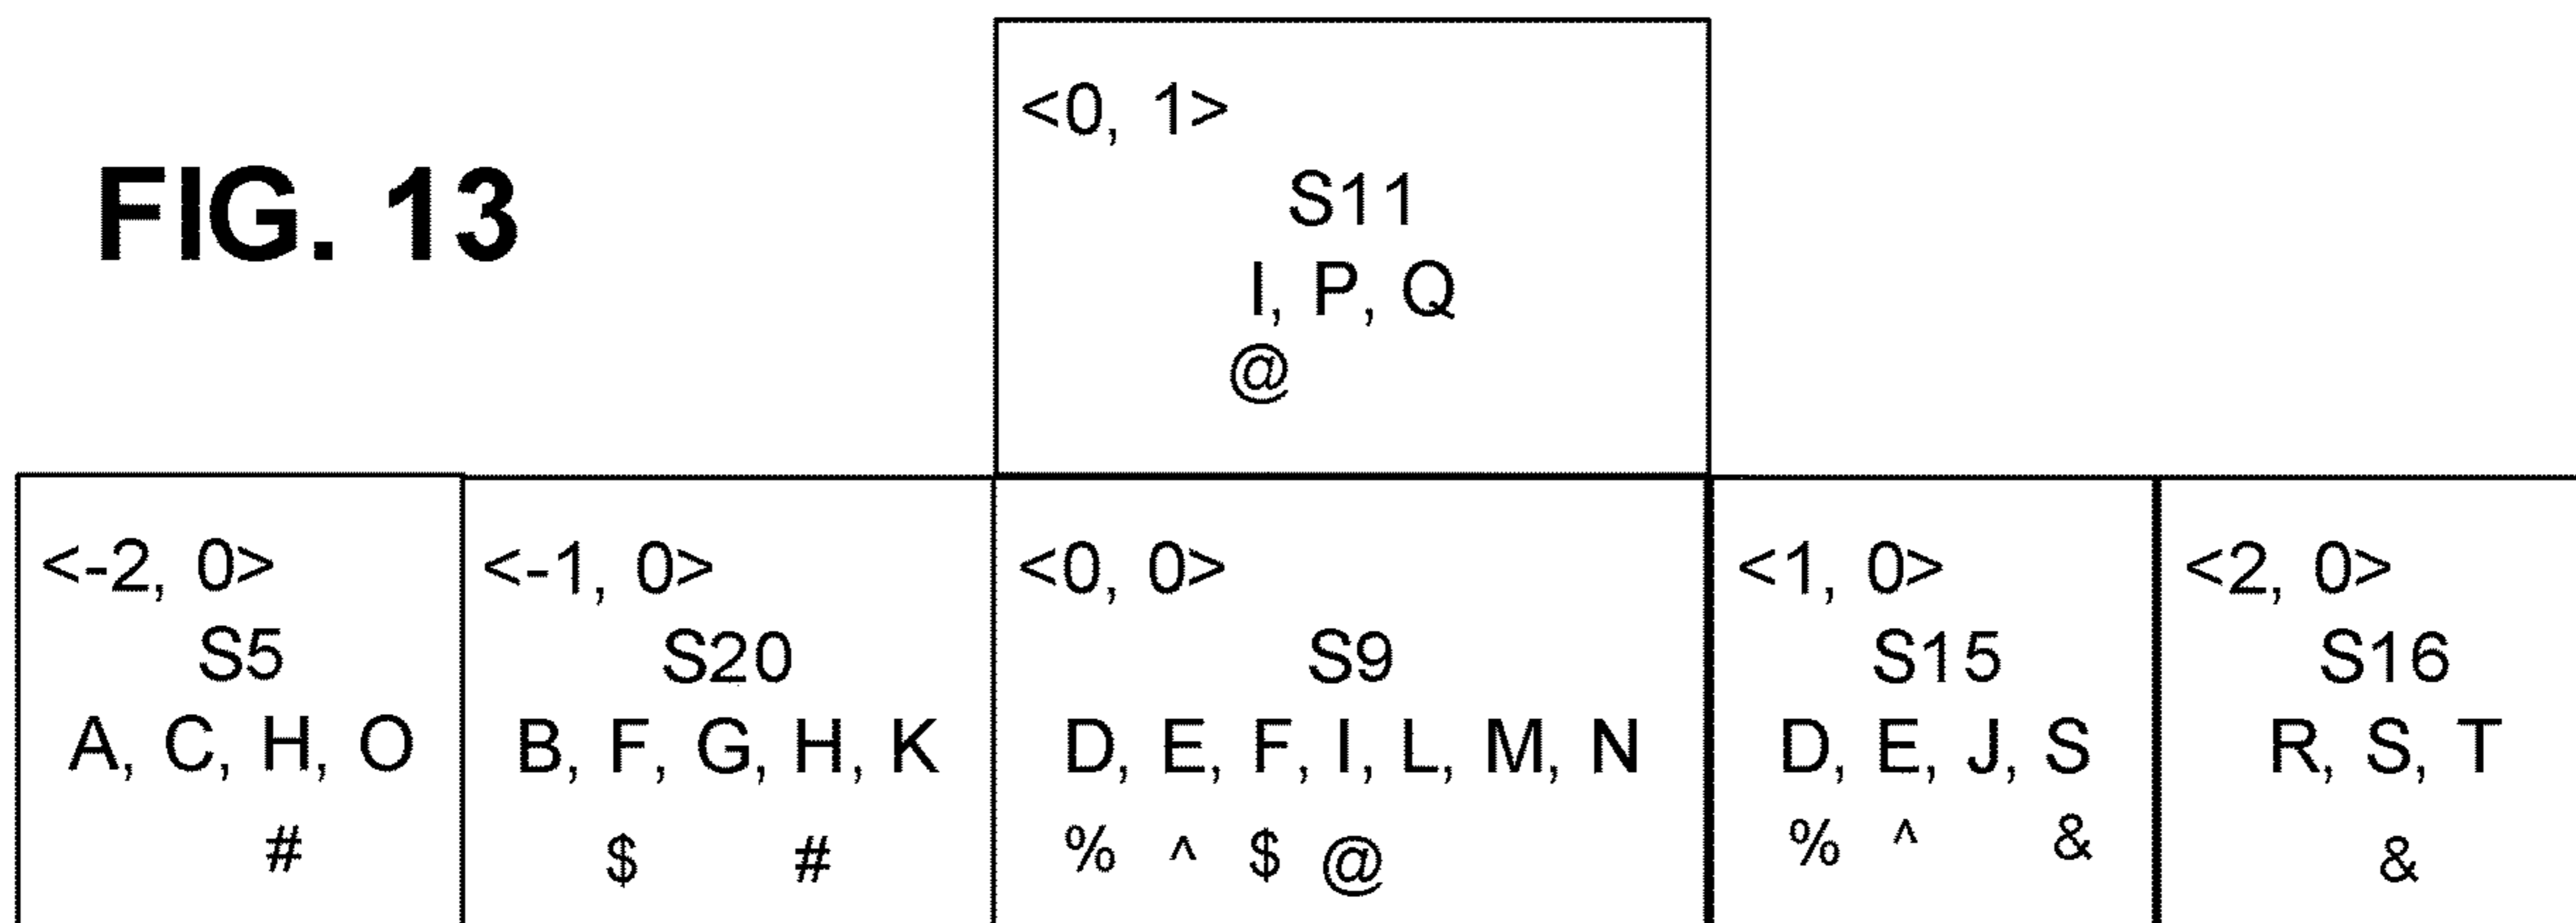 FIG. 13
<0, 1>
S11
I, P, Q
@
<-2, 0>
S5
A, C, H, O
#
<-1, 0>
S20
B, F, G, H, K
$ #
<0, 0>
S9
D, E, F, I, L, M, N
% ^ $ @
<1, 0>
S15
D, E, J, S
% ^ &
<2, 0>
S16
R, S, T
&